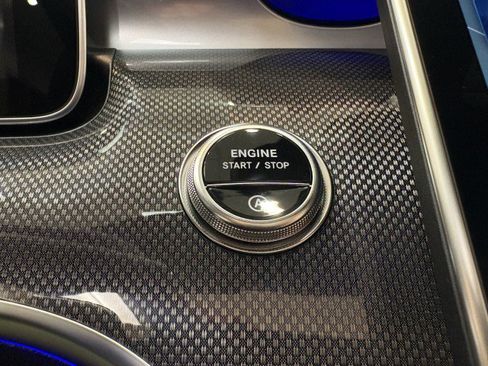 ENGINE
START / STOP
A